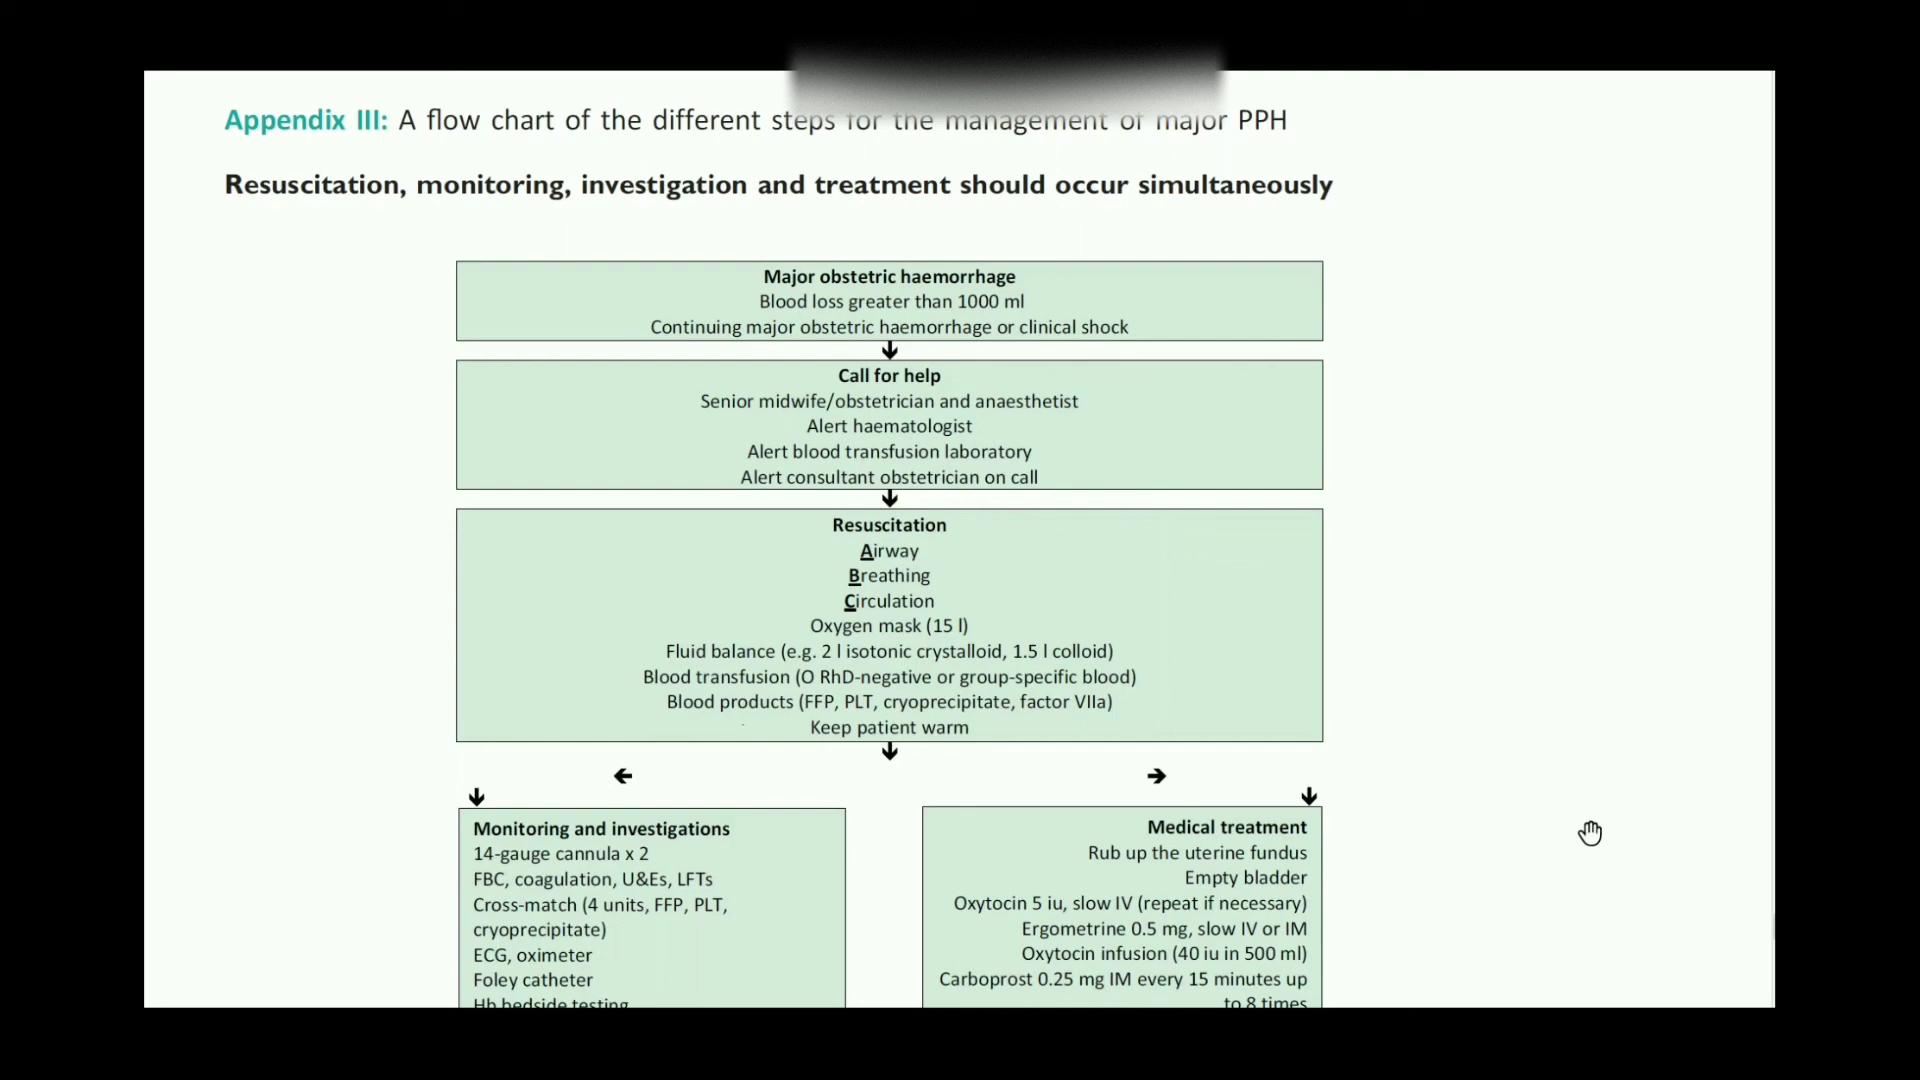 Appendix III: A flow chart of the different steps for the management of major PPH
Resuscitation, monitoring, investigation and treatment should occur simultaneously
Major obstetric haemorrhage
Blood loss greater than 1000 ml
Continuing major obstetric haemorrhage or clinical shock
Call for help
Senior midwife/obstetrician and anaesthetist
Alert haematologist
Alert blood transfusion laboratory
Alert consultant obstetrician on call
Resuscitation
Airway
Breathing
Circulation
Oxygen mask (15 l)
Fluid balance (e.g. 2 l isotonic crystalloid, 1.5 l colloid)
Blood transfusion (O RhD-negative or group-specific blood)
Blood products (FFP, PLT, cryoprecipitate, factor VIIa)
Keep patient warm
Monitoring and investigations
14-gauge cannula x 2
FBC, coagulation, U&Es, LFTs
Cross-match (4 units, FFP, PLT,
cryoprecipitate)
ECG, oximeter
Foley catheter
Hb bedside testing
Medical treatment
Rub up the uterine fundus
Empty bladder
Oxytocin 5 iu, slow IV (repeat if necessary)
Ergometrine 0.5 mg, slow IV or IM
Oxytocin infusion (40 iu in 500 ml)
Carboprost 0.25 mg IM every 15 minutes up
to 8 times